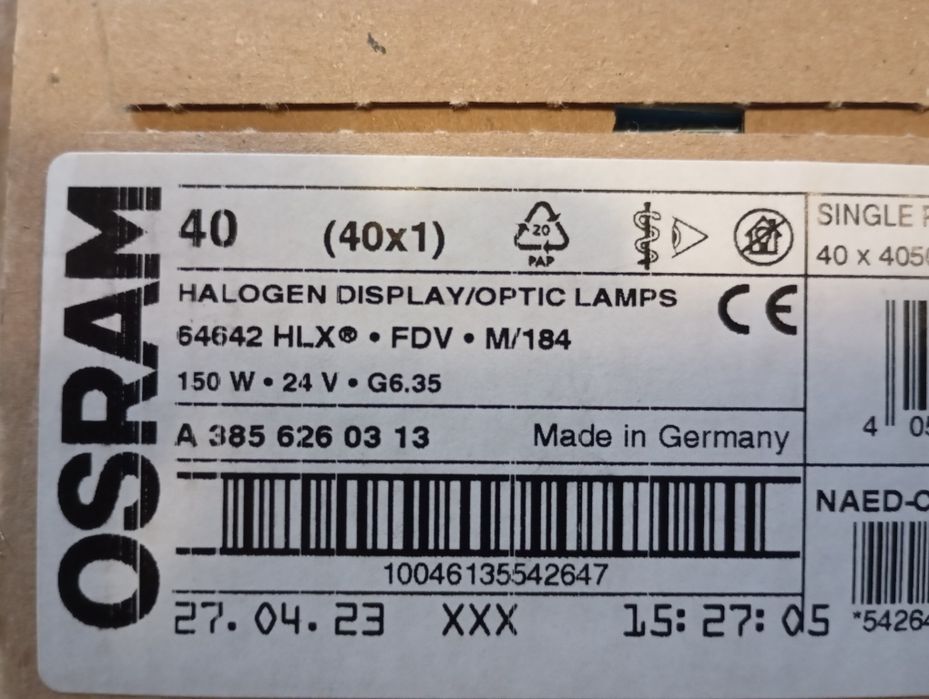 OSRAM
40 (40x1)
20
PAP
HALOGEN DISPLAY/OPTIC LAMPS
CE
64642 HLX® • FDV • M/184
150 W • 24 V • G6.35
A 385 626 03 13 Made in Germany
10046135542647
27.04.23 XXX 15:27:05
SINGLE
40 x 405
4 05
NAED-C
*5426